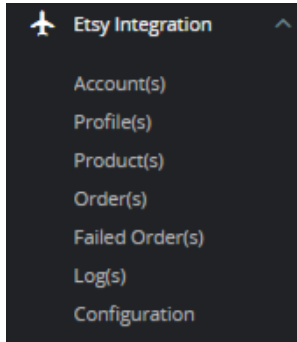 Etsy Integration
Account(s)
Profile(s)
Product(s)
Order(s)
Failed Order(s)
Log(s)
Configuration